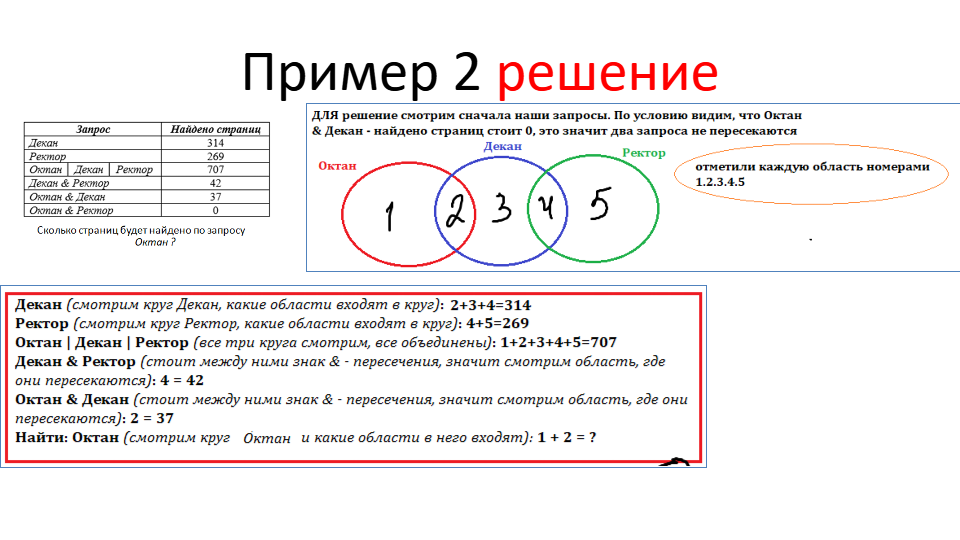 Пример 2 решение
Запрос Найдено страниц
Декан 314
Ректор 269
Октан | Декан | Ректор 707
Декан & Ректор 42
Октан & Декан 37
Октан & Ректор 0
Сколько страниц будет найдено по запросу
Октан ?
ДЛЯ решение смотрим сначала наши запросы. По условию видим, что Октан
& Декан - найдено страниц стоит 0, это значит два запроса не пересекаются
Октан Декан Ректор
1 2 3 4 5
отметили каждую область номерами
1.2.3.4.5
Декан (смотрим круг Декан, какие области входят в круг): 2+3+4=314
Ректор (смотрим круг Ректор, какие области входят в круг): 4+5=269
Октан | Декан | Ректор (все три круга смотрим, все объединены): 1+2+3+4+5=707
Декан & Ректор (стоит между ними знак & - пересечения, значит смотрим область, где
они пересекаются): 4 = 42
Октан & Декан (стоит между ними знак & - пересечения, значит смотрим область, где они
пересекаются): 2 = 37
Найти: Октан (смотрим круг Октан и какие области в него входят): 1 + 2 = ?